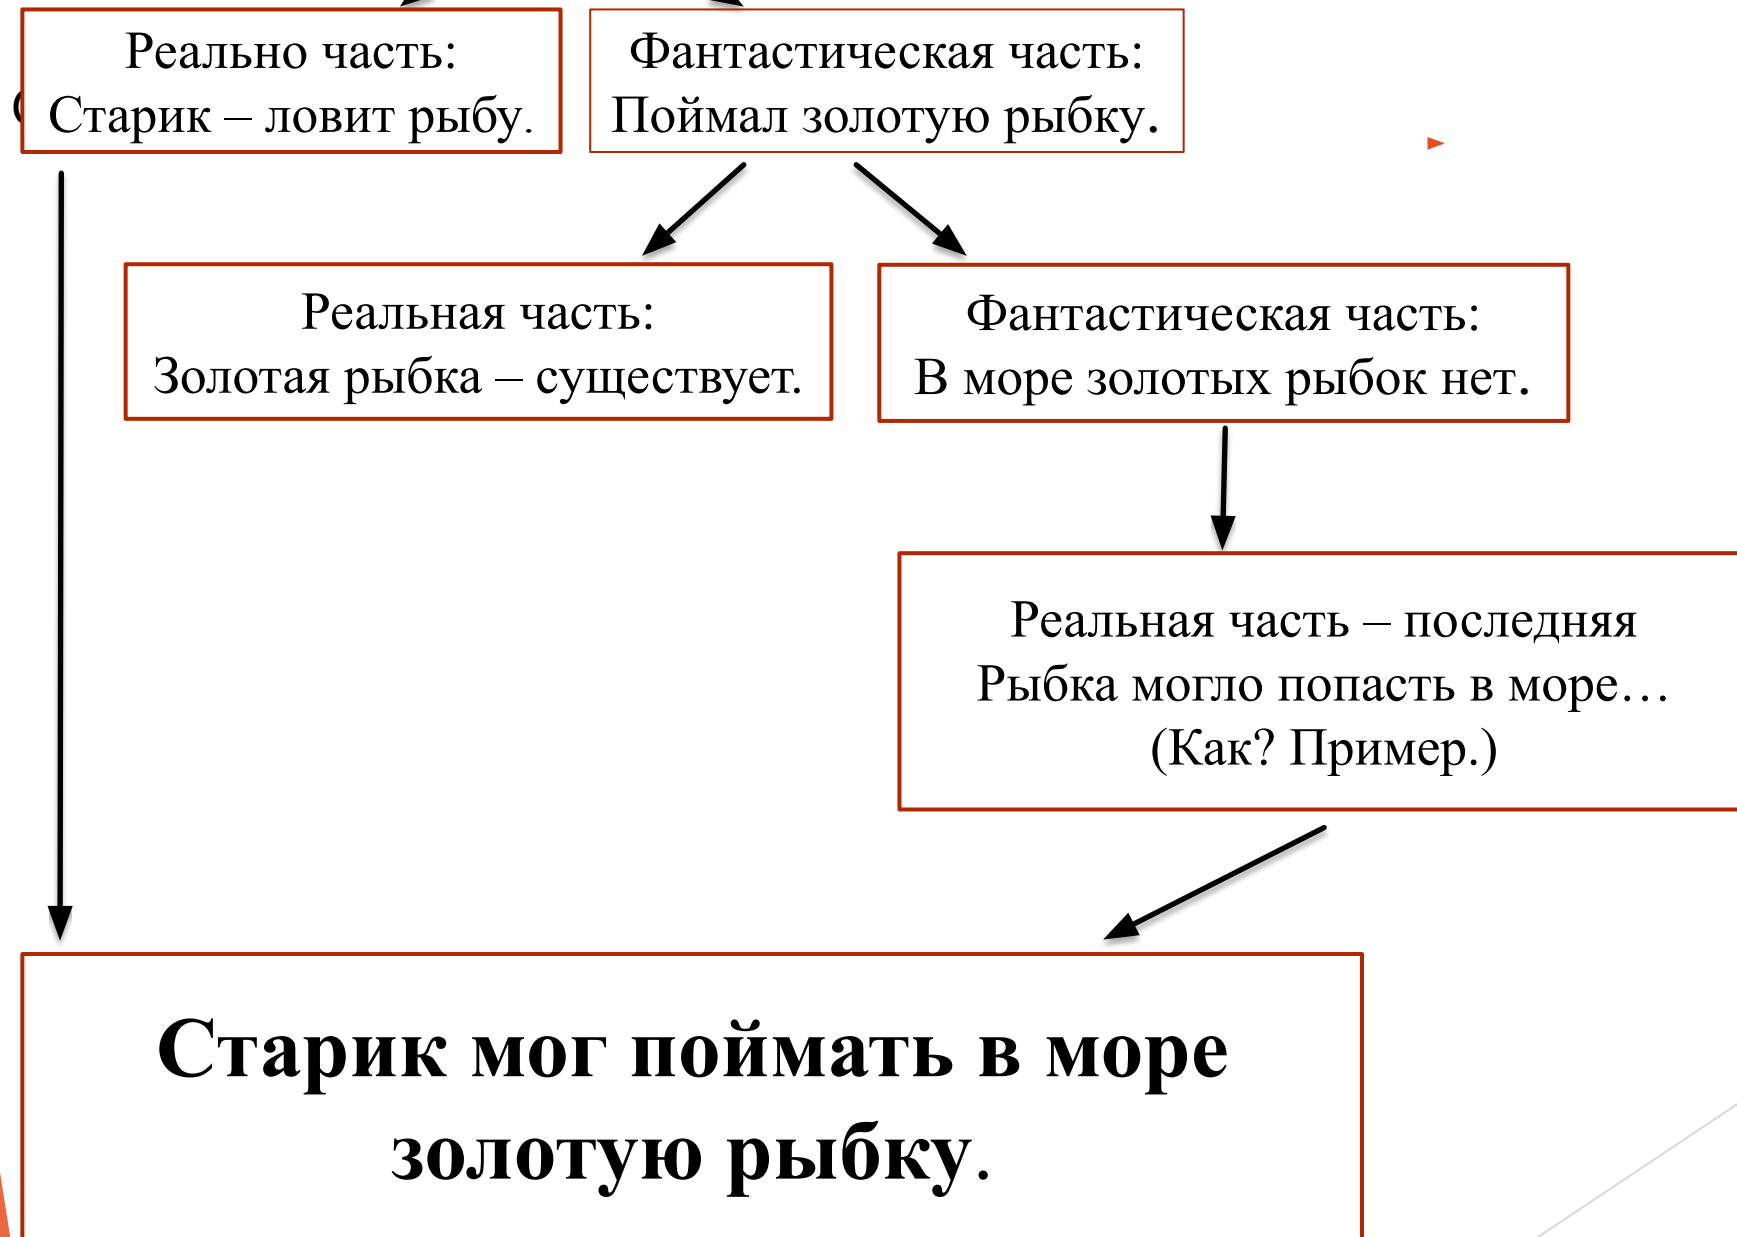 Реально часть:
Старик – ловит рыбу.
Фантастическая часть:
Поймал золотую рыбку.
Реальная часть:
Золотая рыбка – существует.
Фантастическая часть:
В море золотых рыбок нет.
Реальная часть – последняя
Рыбка могло попасть в море…
(Как? Пример.)
Старик мог поймать в море
золотую рыбку.